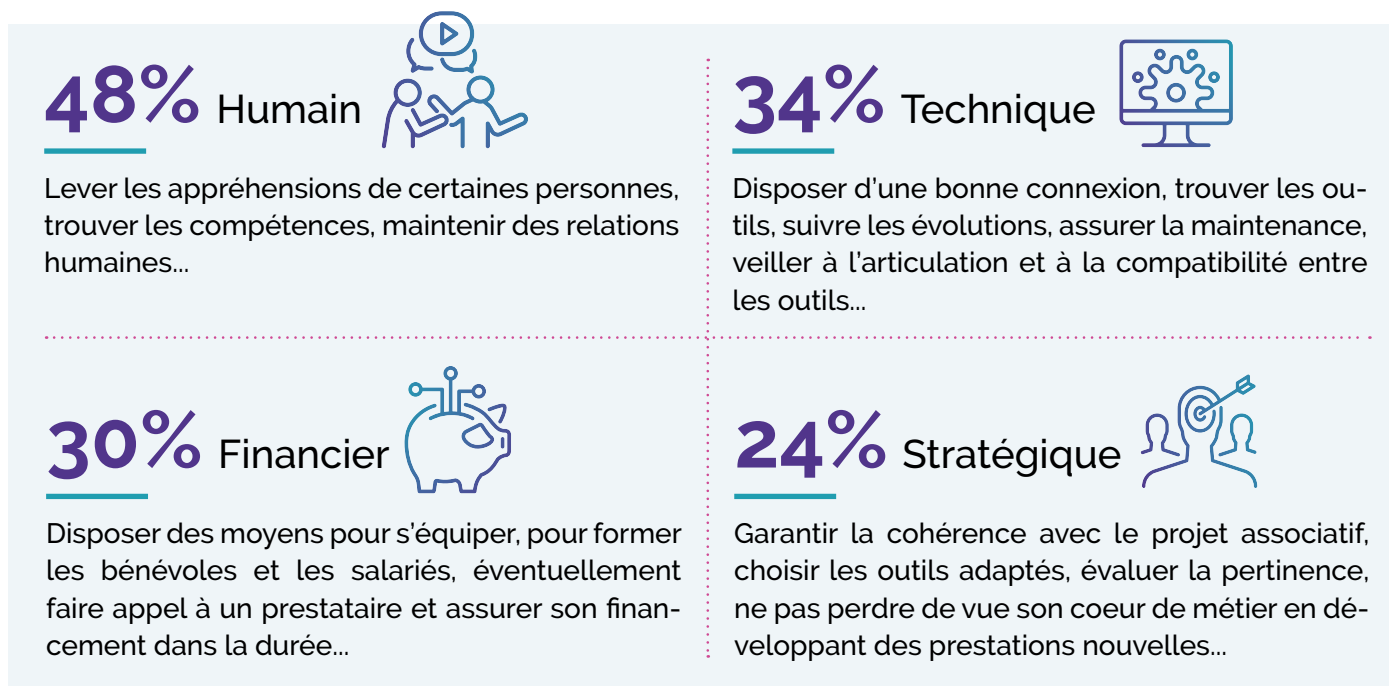 48% Humain
Lever les appréhensions de certaines personnes,
trouver les compétences, maintenir des relations
humaines...
34% Technique
Disposer d’une bonne connexion, trouver les ou-
tils, suivre les évolutions, assurer la maintenance,
veiller à l’articulation et à la compatibilité entre
les outils...
30% Financier
Disposer des moyens pour s’équiper, pour former
les bénévoles et les salariés, éventuellement
faire appel à un prestataire et assurer son finan-
cement dans la durée...
24% Stratégique
Garantir la cohérence avec le projet associatif,
choisir les outils adaptés, évaluer la pertinence,
ne pas perdre de vue son coeur de métier en dé-
veloppant des prestations nouvelles...